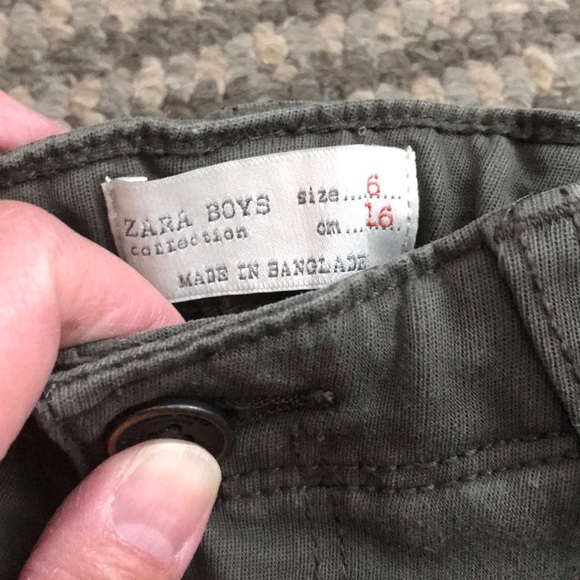 ZARA BOYS
collection
MADE IN BANGLADE
size....6....
cm....16...